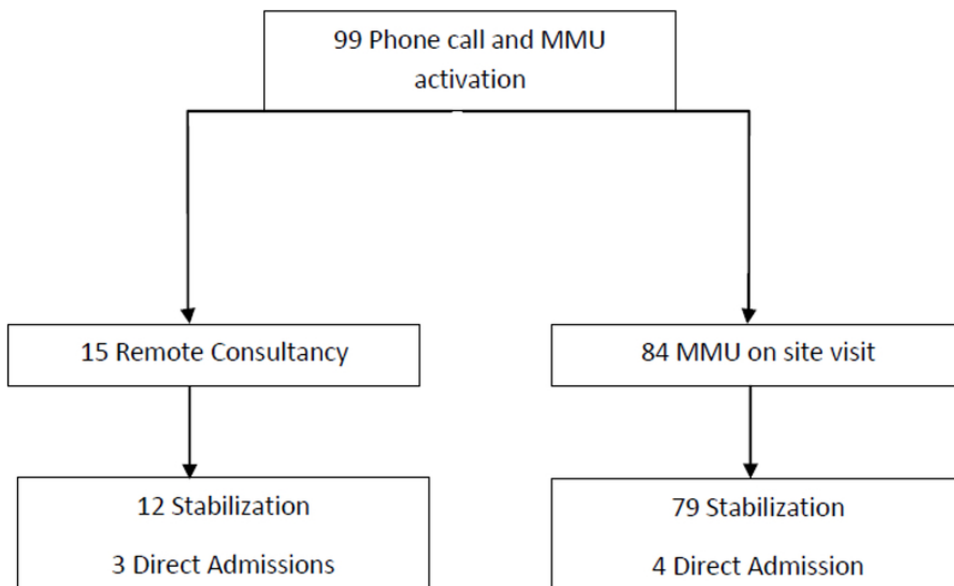 99 Phone call and MMU
activation
15 Remote Consultancy
84 MMU on site visit
12 Stabilization
3 Direct Admissions
79 Stabilization
4 Direct Admission